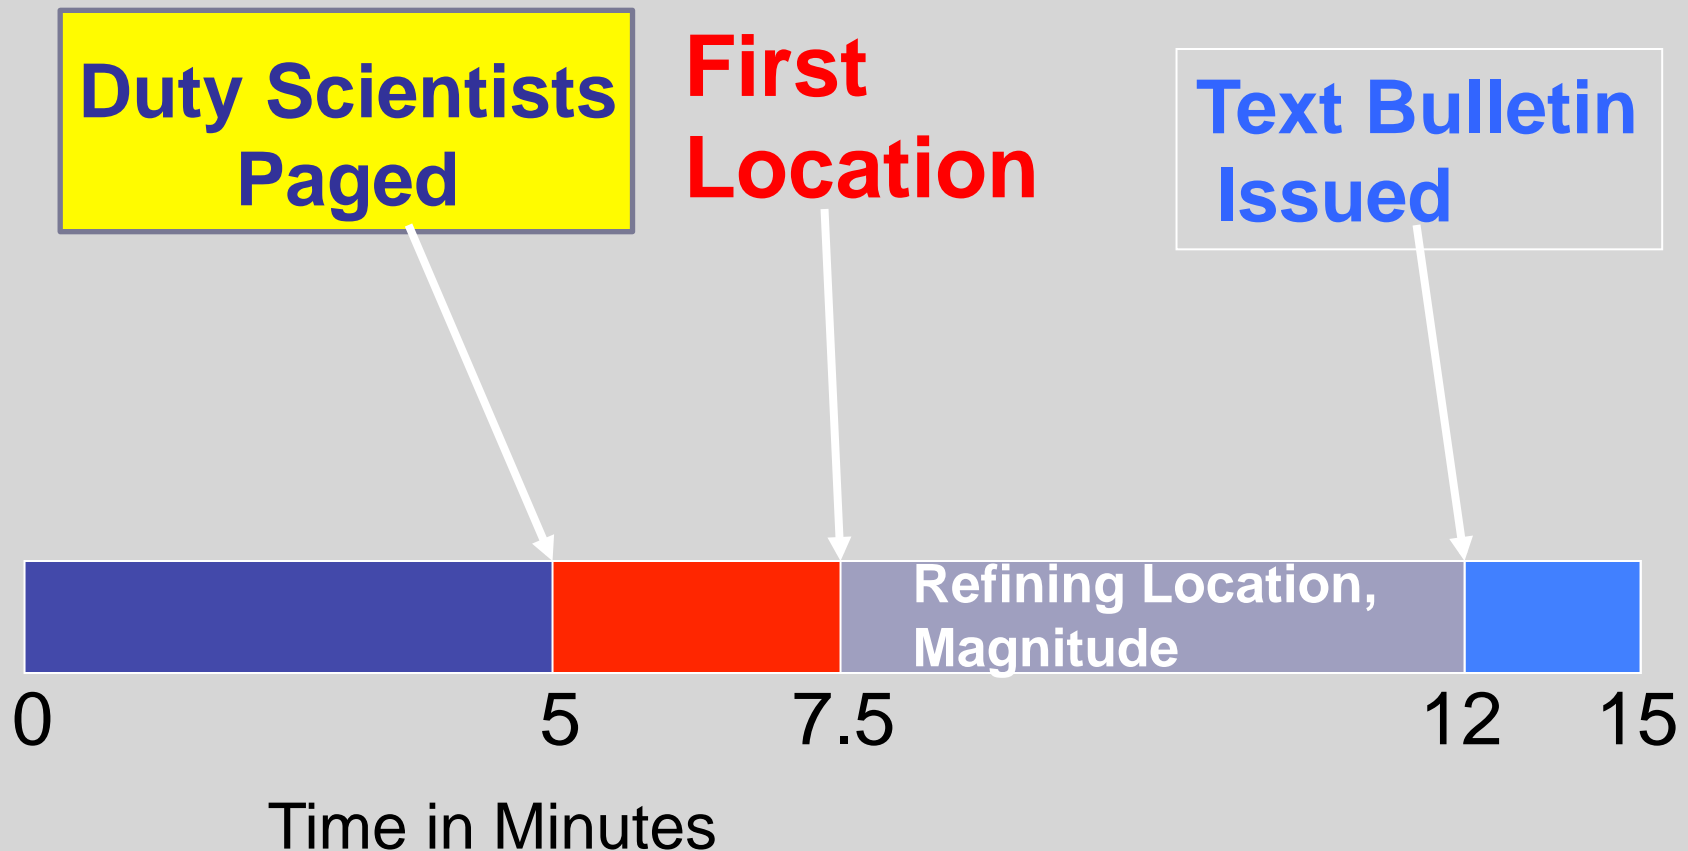 Duty Scientists
Paged
First
Location
Text Bulletin
Issued
Refining Location,
Magnitude
0 5 7.5 12 15
Time in Minutes